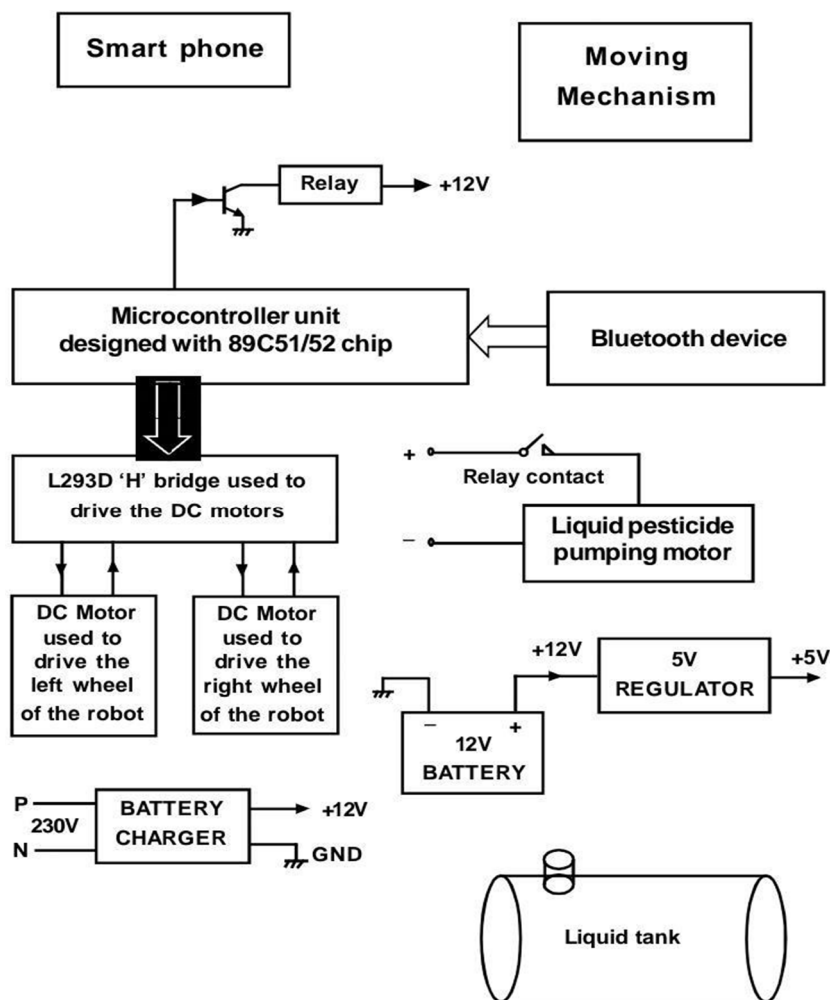 Smart phone
Moving
Mechanism
Relay
+12V
Microcontroller unit
designed with 89C51/52 chip
Bluetooth device
L293D ‘H’ bridge used to
drive the DC motors
+
Relay contact
–
Liquid pesticide
pumping motor
DC Motor
used to
drive the
left wheel
of the robot
DC Motor
used to
drive the
right wheel
of the robot
+12V
5V
REGULATOR
+5V
– +
12V
BATTERY
P
230V
N
BATTERY
CHARGER
+12V
GND
Liquid tank